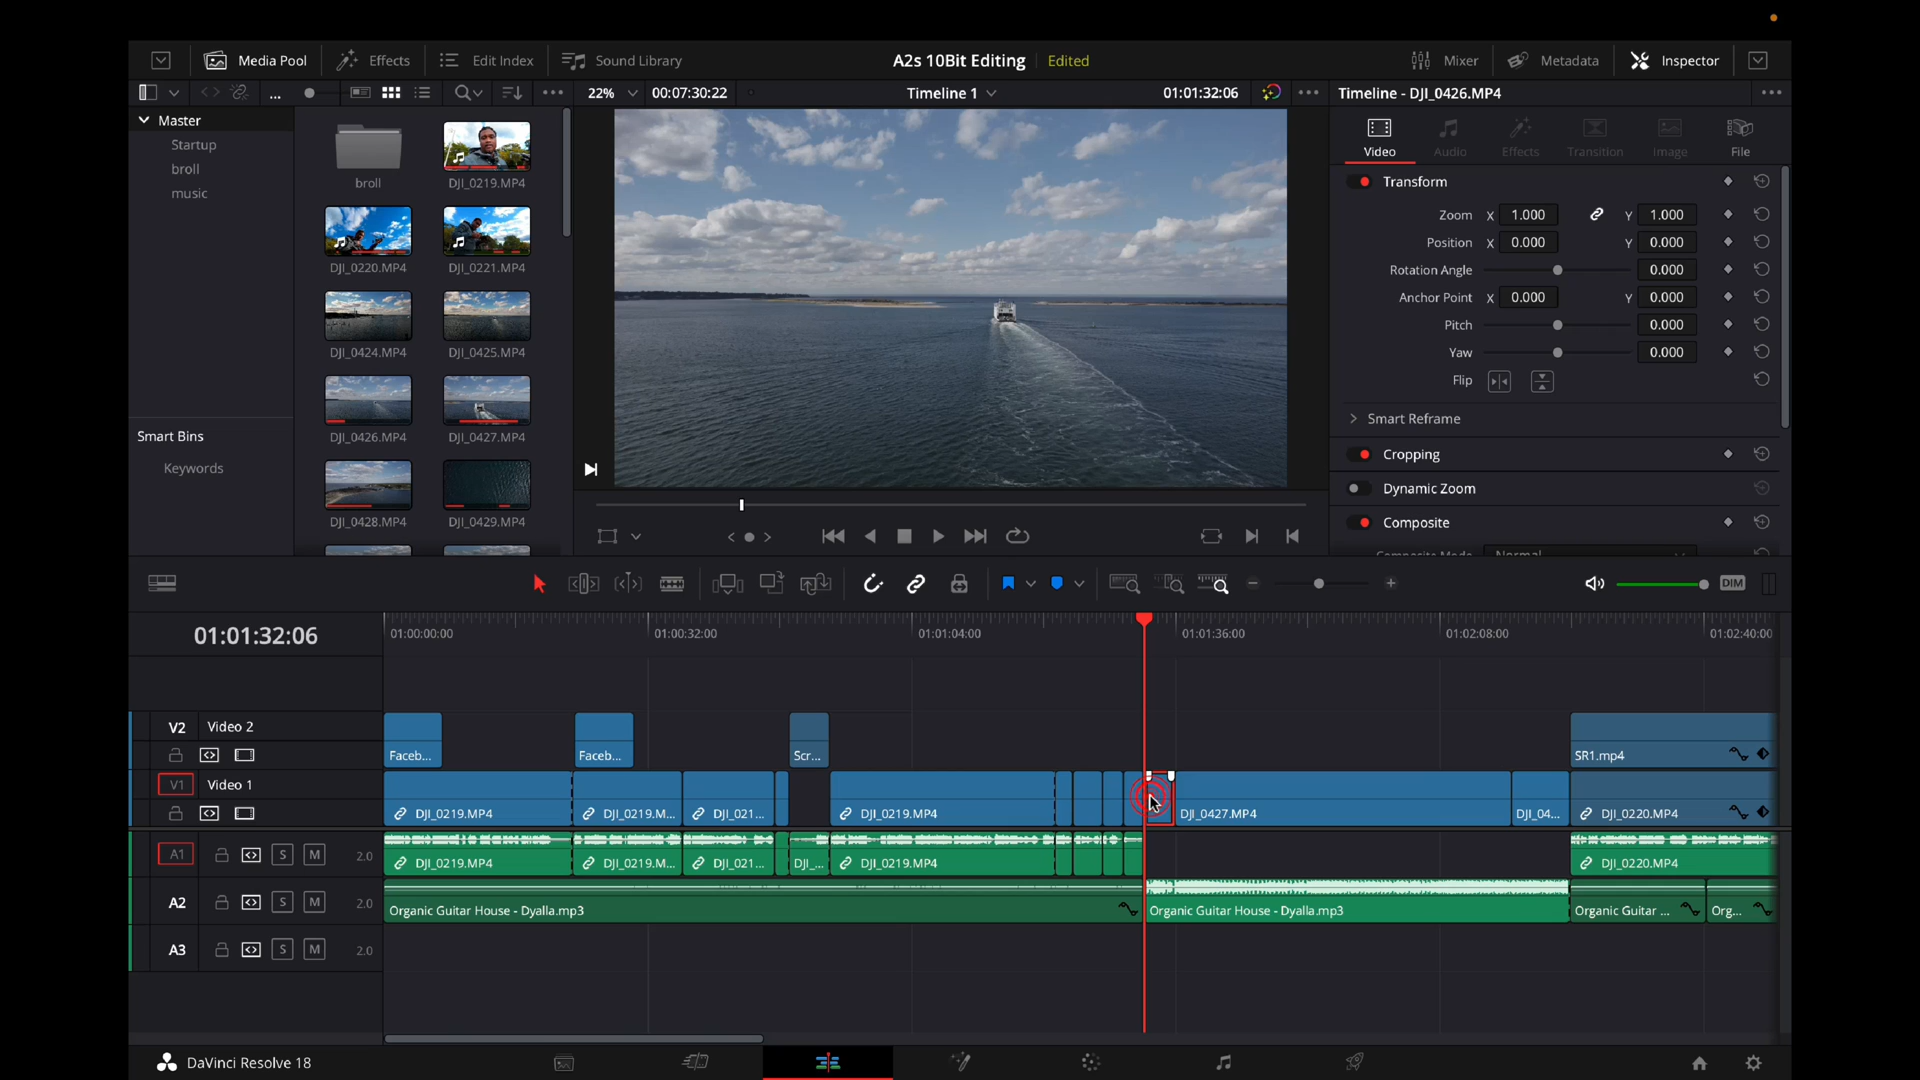 Media Pool
Effects
Edit Index
Sound Library
A2s 10Bit Editing
Edited
Mixer
Metadata
Inspector
...
22%
00:07:30:22
Timeline 1
01:01:32:06
Timeline - DJI_0426.MP4
Master
Startup
broll
music
Smart Bins
Keywords
broll
DJI_0219.MP4
DJI_0220.MP4
DJI_0221.MP4
DJI_0424.MP4
DJI_0425.MP4
DJI_0426.MP4
DJI_0427.MP4
DJI_0428.MP4
DJI_0429.MP4
Video
Audio
Effects
Transition
Image
File
Transform
Zoom X 1.000 Y 1.000
Position X 0.000 Y 0.000
Rotation Angle 0.000
Anchor Point X 0.000 Y 0.000
Pitch 0.000
Yaw 0.000
Flip
Smart Reframe
Cropping
Dynamic Zoom
Composite
Composite Mode Normal
DIM
01:01:32:06
01:00:00:00
01:00:32:00
01:01:04:00
01:01:36:00
01:02:08:00
01:02:40:00
V2 Video 2
Faceb...
Faceb...
Scr...
SR1.mp4
V1 Video 1
DJI_0219.MP4
DJI_0219.M...
DJI_021...
DJI_0219.MP4
DJI_0427.MP4
DJI_04...
DJI_0220.MP4
A1 S M 2.0
DJI_0219.MP4
DJI_0219.M...
DJI_021...
DJI_...
DJI_0219.MP4
DJI_0220.MP4
A2 S M 2.0
Organic Guitar House - Dyalla.mp3
Organic Guitar House - Dyalla.mp3
Organic Guitar ...
Org...
A3 S M 2.0
DaVinci Resolve 18